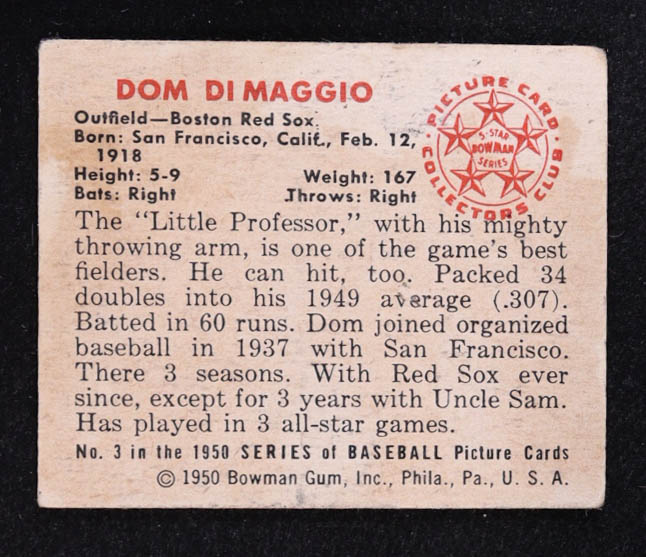 DOM DI MAGGIO
Outfield—Boston Red Sox.
Born: San Francisco, Calif., Feb. 12,
1918
Height: 5-9 Weight: 167
Bats: Right Throws: Right
PICTURE CARD
5-STAR
BOWMAN
SERIES
COLLECTORS CLUB
The "Little Professor," with his mighty
throwing arm, is one of the game's best
fielders. He can hit, too. Packed 34
doubles into his 1949 average (.307).
Batted in 60 runs. Dom joined organized
baseball in 1937 with San Francisco.
There 3 seasons. With Red Sox ever
since, except for 3 years with Uncle Sam.
Has played in 3 all-star games.
No. 3 in the 1950 SERIES of BASEBALL Picture Cards
© 1950 Bowman Gum, Inc., Phila., Pa., U. S. A.